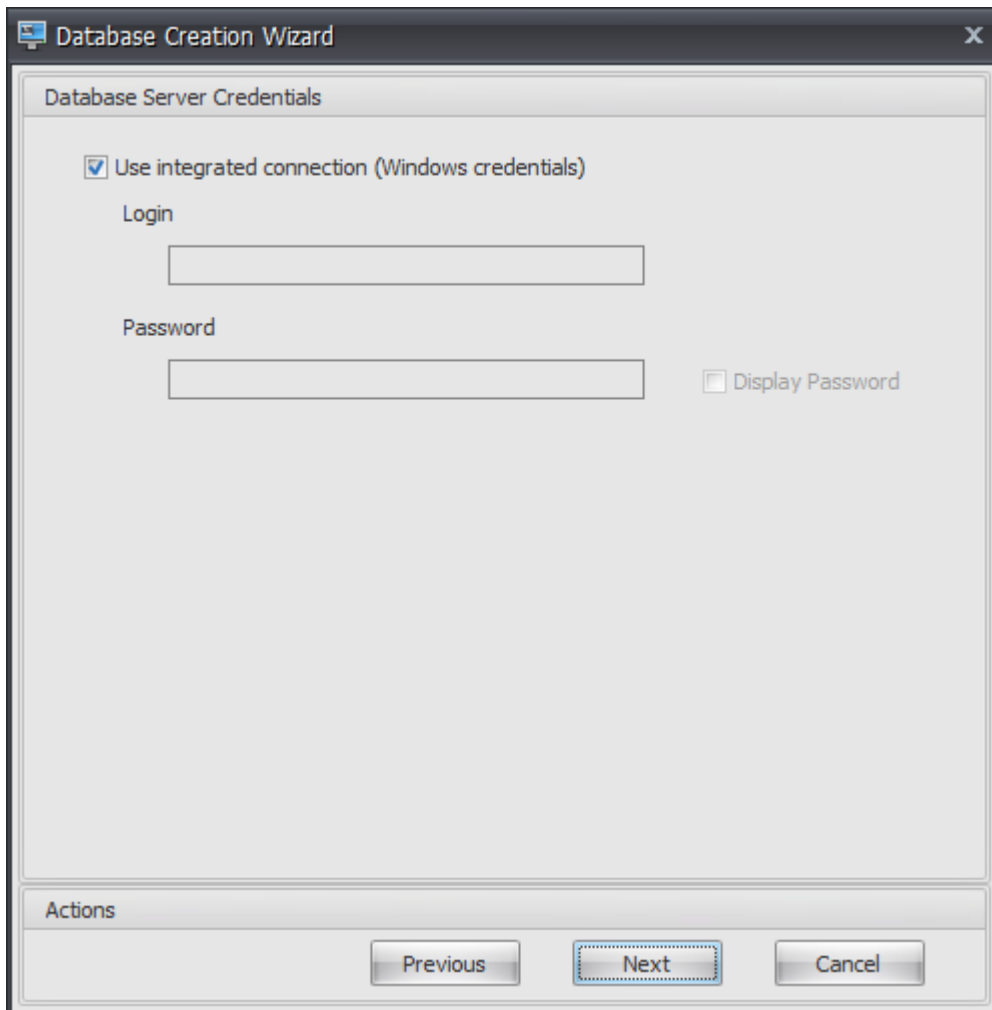 Database Creation Wizard
x
Database Server Credentials
Use integrated connection (Windows credentials)
Login
Password
Display Password
Actions
Previous Next Cancel